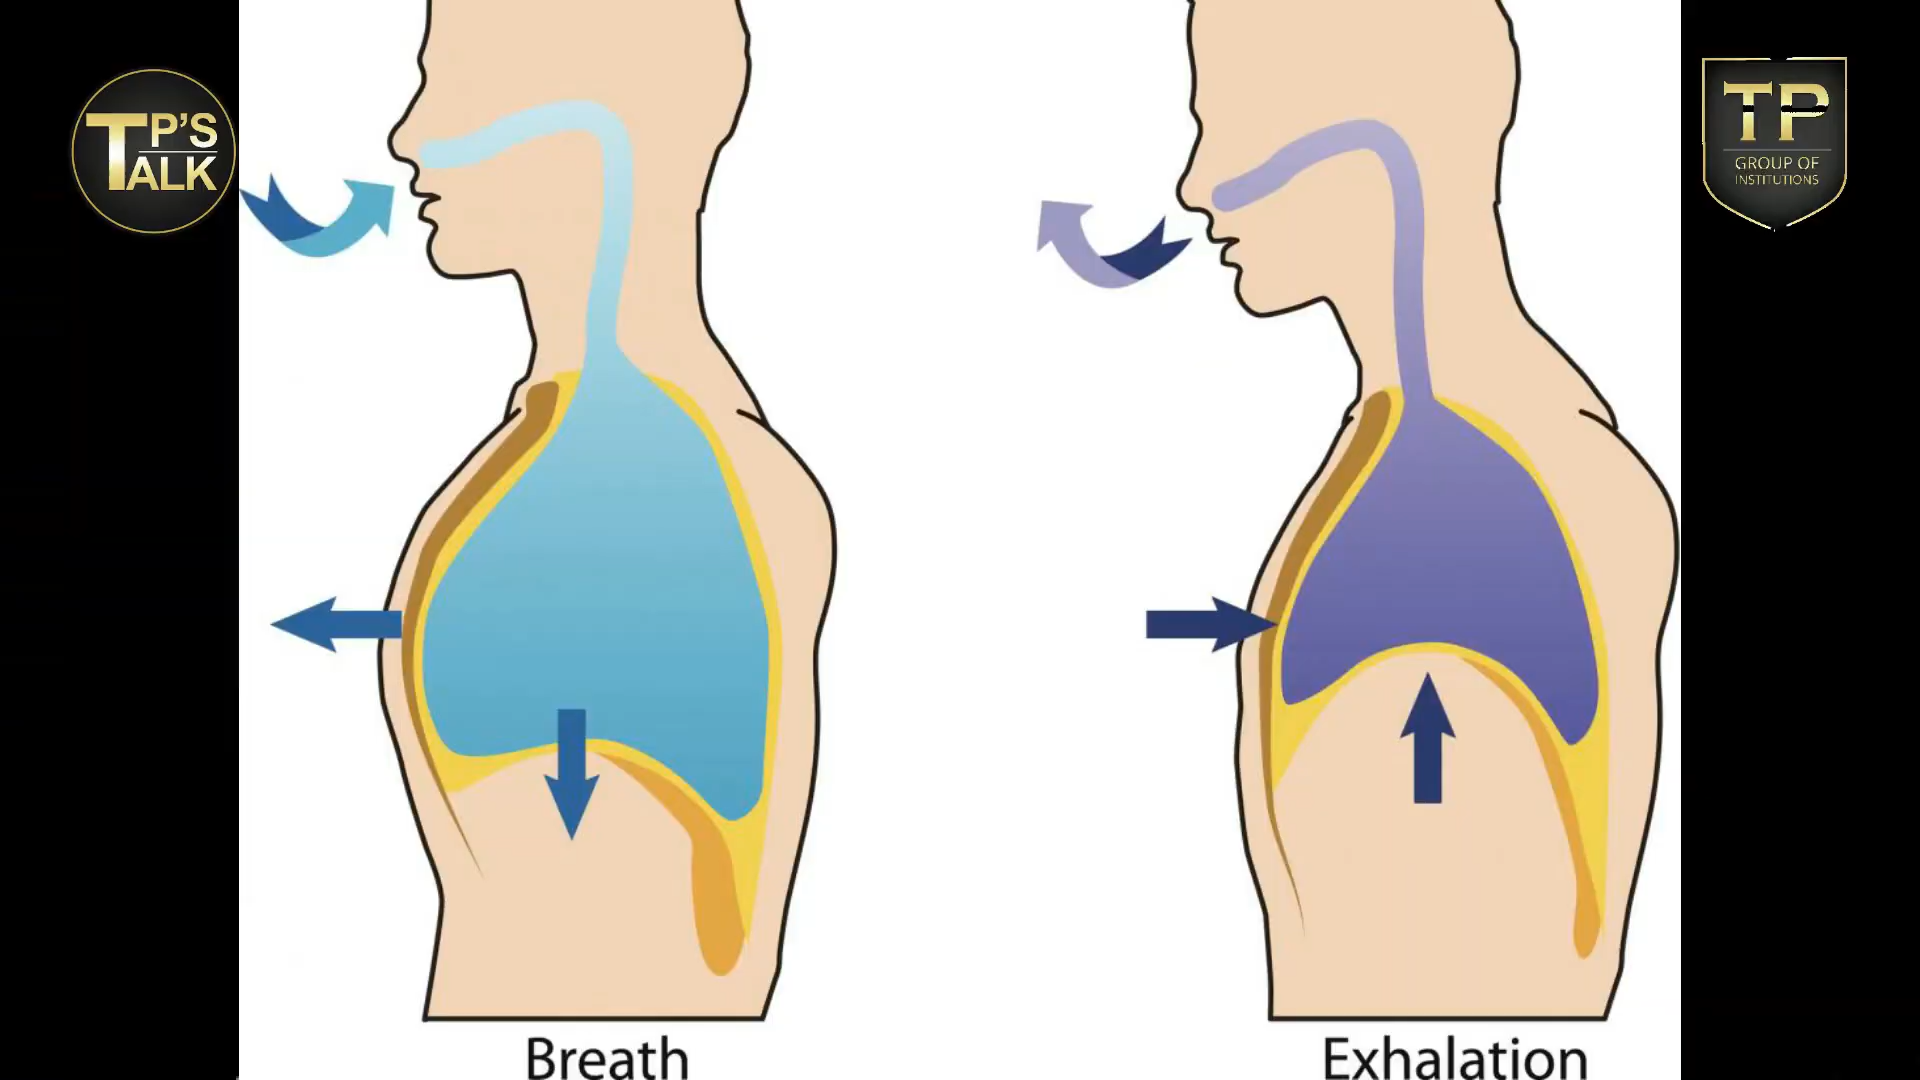 TP'S
TALK
TP
GROUP OF
INSTITUTIONS
Breath
Exhalation